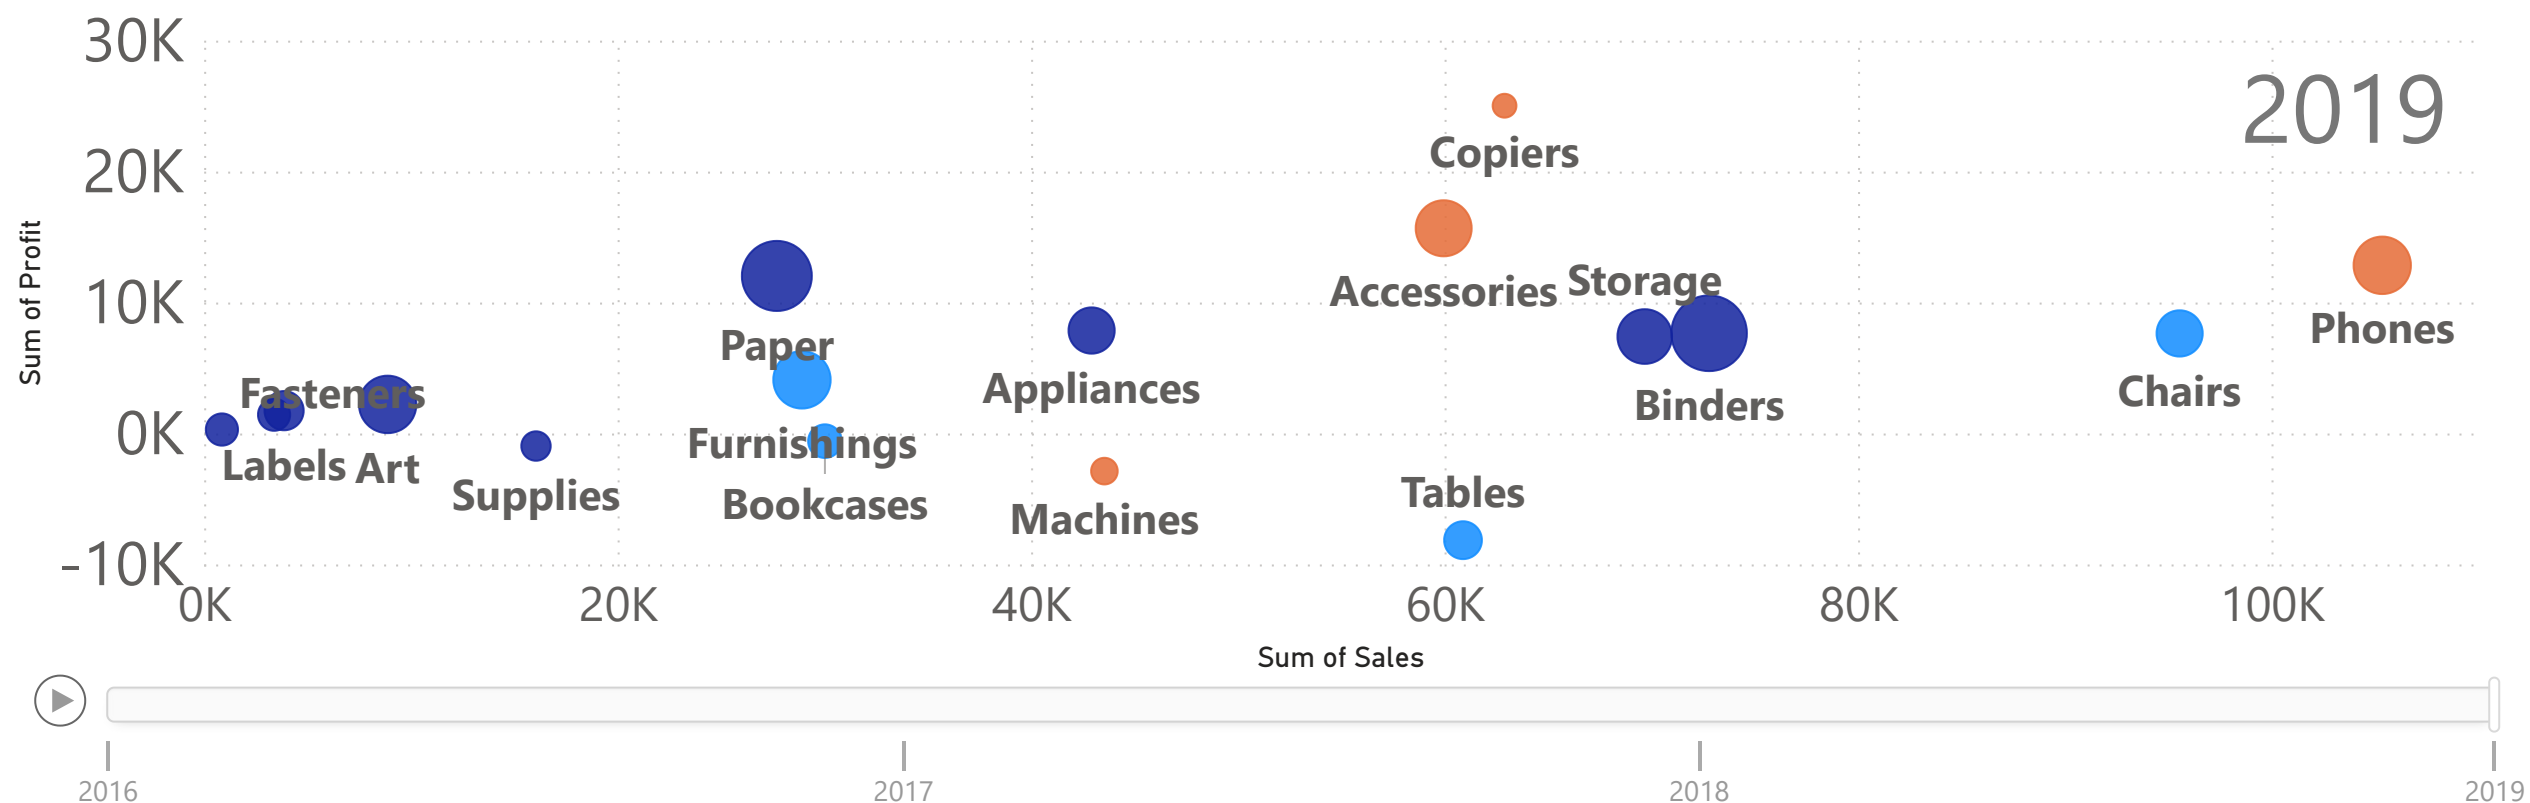 30K
2019
Copiers
20K
Sum of Profit
Accessories
Storage
10K
Phones
Paper
Appliances
Chairs
Fasteners
Binders
0K
Furnishings
Labels
Art
Supplies
Bookcases
Machines
Tables
-10K
0K 20K 40K 60K 80K 100K
Sum of Sales
2016 2017 2018 2019